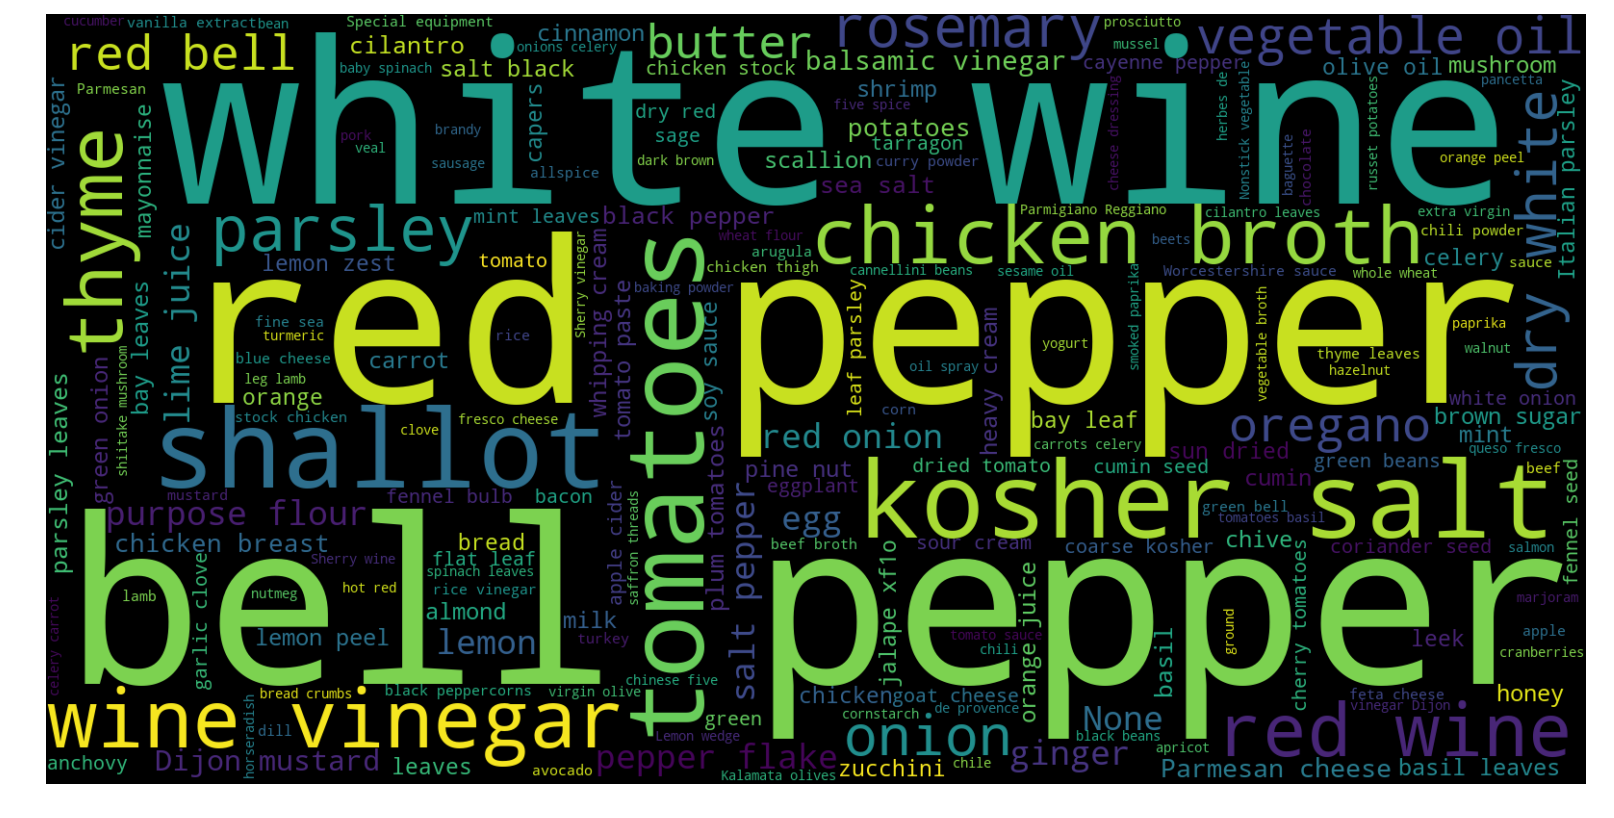 cucumber
vanilla extract
bean
Special equipment
cinnamon
rosemary
prosciutto
vegetable oil
red bell
cilantro
onions celery
butter
balsamic vinegar
mussel
cayenne pepper
olive oil
mushroom
baby spinach
salt black
chicken stock
shrimp
pancetta
Parmesan
white wine
cider vinegar
mayonnaise
thyme
pork
veal
brandy
sausage
allspice
capers
dry red
sage
dark brown
five spice
potatoes
tarragon
scallion
curry powder
sea salt
cheese dressing
herbes de
Nonstick vegetable
baguette
chocolate
russet potatoes
orange peel
dry white
Italian parsley
parsley
mint leaves
black pepper
Parmigiano Reggiano
chicken broth
cilantro leaves
extra virgin
chili powder
beets
wheat flour
arugula
lime juice
lemon zest
tomato
Sherry vinegar
whipping cream
chicken thigh
cannellini beans
sesame oil
Worcestershire sauce
whole wheat
celery
sauce
bay leaves
baking powder
red pepper
fine sea
turmeric
rice
tomato paste
tomatoes
soy sauce
leaf parsley
yogurt
smoked paprika
vegetable broth
paprika
walnut
thyme leaves
hazelnut
shiitake mushroom
blue cheese
carrot
leg lamb
orange
oil spray
heavy cream
white onion
parsley leaves
green onion
stock chicken
clove
fresco cheese
corn
bay leaf
brown sugar
shallot
red onion
carrots celery
oregano
mint
sun dried
queso fresco
pine nut
dried tomato
cumin seed
green beans
beef
fennel seed
mustard
fennel bulb
bacon
eggplant
cumin
kosher salt
purpose flour
saffron threads
plum tomatoes
salt pepper
egg
green bell
tomatoes basil
chicken breast
bread
beef broth
sour cream
coarse kosher
chive
coriander seed
salmon
bell pepper
Sherry wine
flat leaf
spinach leaves
hot red
rice vinegar
apple cider
lamb
nutmeg
almond
jalape xf1o
orange juice
cherry tomatoes
marjoram
celery carrot
garlic clove
lemon peel
lemon
milk
turkey
tomato sauce
chili
basil
ground
leek
apple
cranberries
bread crumbs
black peppercorns
virgin olive
chinese five
chicken
goat cheese
feta cheese
honey
wine vinegar
horseradish
dill
green
cornstarch
de provence
None
black beans
vinegar Dijon
Lemon wedge
onion
ginger
apricot
red wine
anchovy
Dijon mustard
leaves
avocado
pepper flake
Kalamata olives
zucchini
chile
Parmesan cheese
basil leaves